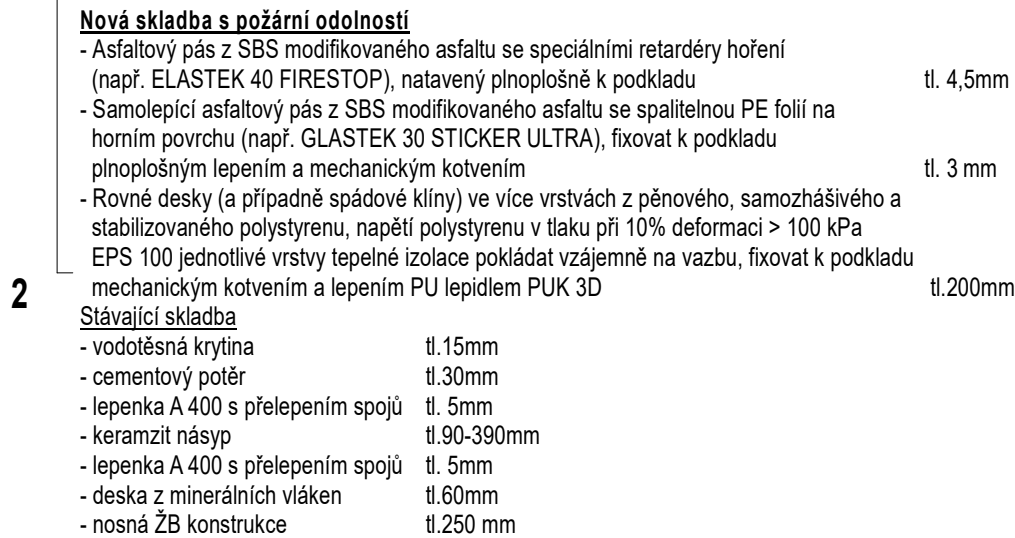 Nová skladba s požární odolností
- Asfaltový pás z SBS modifikovaného asfaltu se speciálními retardéry hoření
(např. ELASTEK 40 FIRESTOP), natavený plnoplošně k podkladu tl. 4,5mm
- Samolepící asfaltový pás z SBS modifikovaného asfaltu se spalitelnou PE folií na
horním povrchu (např. GLASTEK 30 STICKER ULTRA), fixovat k podkladu
plnoplošným lepením a mechanickým kotvením tl. 3 mm
- Rovné desky (a případně spádové klíny) ve více vrstvách z pěnového, samozhášivého a
stabilizovaného polystyrenu, napětí polystyrenu v tlaku při 10% deformaci > 100 kPa
EPS 100 jednotlivé vrstvy tepelné izolace pokládat vzájemně na vazbu, fixovat k podkladu
2 mechanickým kotvením a lepením PU lepidlem PUK 3D tl.200mm
Stávající skladba
- vodotěsná krytina tl.15mm
- cementový potěr tl.30mm
- lepenka A 400 s přelepením spojů tl. 5mm
- keramzit násyp tl.90-390mm
- lepenka A 400 s přelepením spojů tl. 5mm
- deska z minerálních vláken tl.60mm
- nosná ŽB konstrukce tl.250 mm